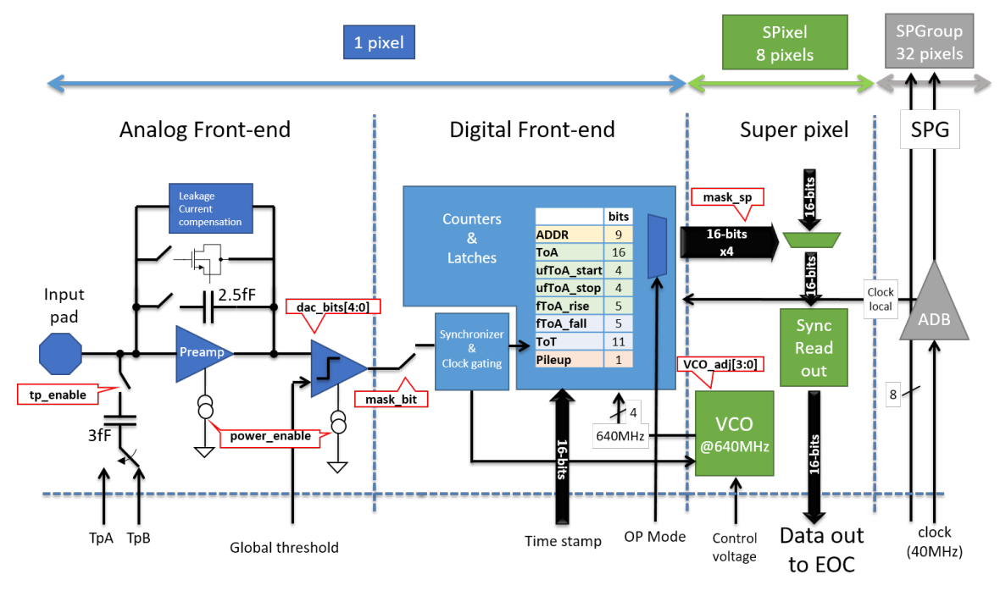 1 pixel
SPixel
8 pixels
SPGroup
32 pixels
Analog Front-end
Digital Front-end
Super pixel
SPG
Leakage
Current
compensation
2.5fF
Input
pad
Preamp
tp_enable
3fF
power_enable
dac_bits[4:0]
mask_bit
TpA
TpB
Global threshold
Counters
&
Latches
bits
ADDR 9
ToA 16
ufToA_start 4
ufToA_stop 4
fToA_rise 5
fToA_fall 5
ToT 11
Pileup 1
Synchronizer
&
Clock gating
16-bits
Time stamp
4
640MHz
OP Mode
mask_sp
16-bits
x4
16-bits
16-bits
Sync
Read
out
VCO_adj[3:0]
VCO
@640MHz
Control
voltage
16-bits
Data out
to EOC
Clock
local
ADB
8
clock
(40MHz)